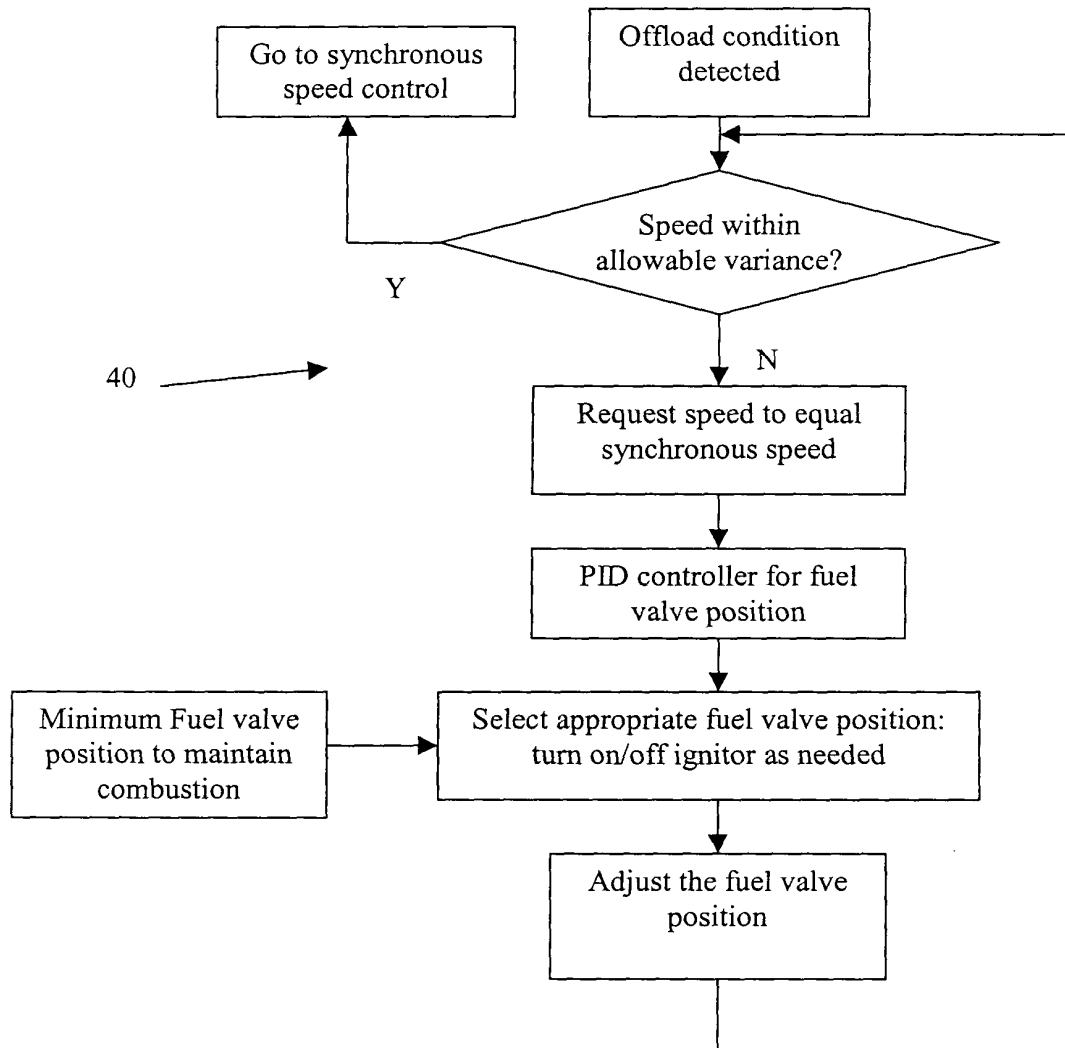 Go to synchronous
speed control
Offload condition
detected
Speed within
allowable variance?
Y
N
40
Request speed to equal
synchronous speed
PID controller for fuel
valve position
Minimum Fuel valve
position to maintain
combustion
Select appropriate fuel valve position:
turn on/off ignitor as needed
Adjust the fuel valve
position